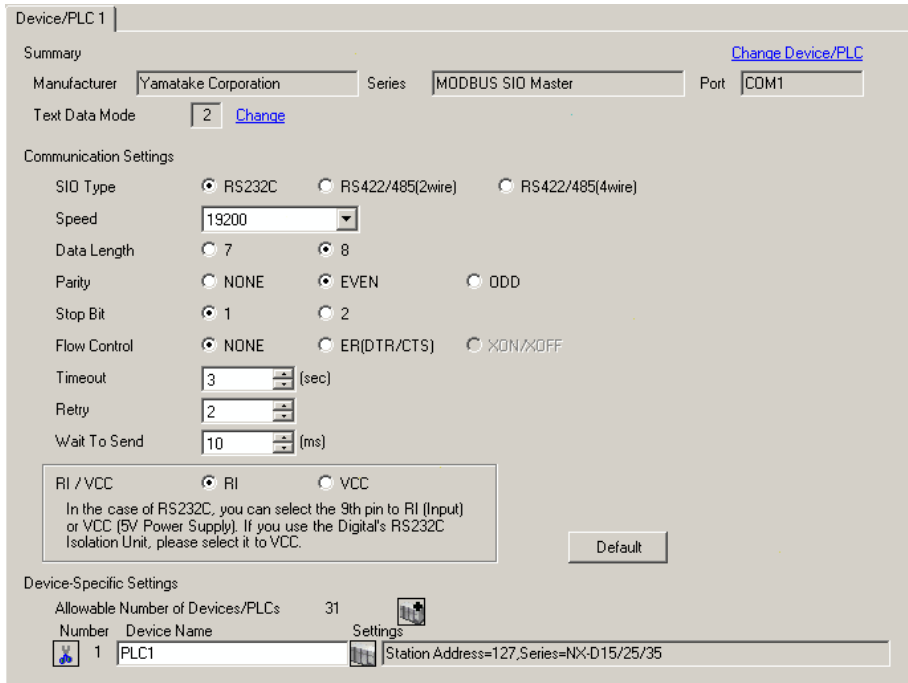 Device/PLC 1
Summary Change Device/PLC
Manufacturer Yamatake Corporation Series MODBUS SIO Master Port COM1
Text Data Mode 2 Change
Communication Settings
SIO Type RS232C RS422/485(2wire) RS422/485(4wire)
Speed 19200
Data Length 7 8
Parity NONE EVEN ODD
Stop Bit 1 2
Flow Control NONE ER(DTR/CTS) XON/XOFF
Timeout 3 (sec)
Retry 2
Wait To Send 10 (ms)
RI / VCC RI VCC
In the case of RS232C, you can select the 9th pin to RI (Input)
or VCC (5V Power Supply). If you use the Digital's RS232C
Isolation Unit, please select it to VCC.
Default
Device-Specific Settings
Allowable Number of Devices/PLCs 31
Number Device Name Settings
1 PLC1 Station Address=127,Series=NX-D15/25/35